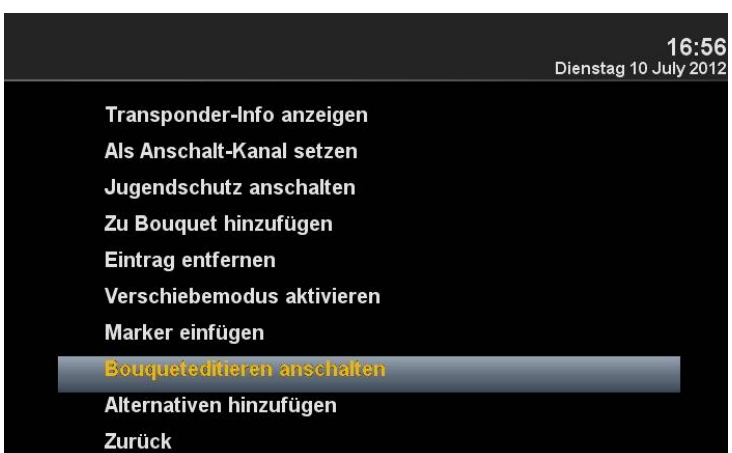 16:56
Dienstag 10 July 2012
Transponder-Info anzeigen
Als Anschalt-Kanal setzen
Jugendschutz anschalten
Zu Bouquet hinzufügen
Eintrag entfernen
Verschiebemodus aktivieren
Marker einfügen
Bouqueteditieren anschalten
Alternativen hinzufügen
Zurück